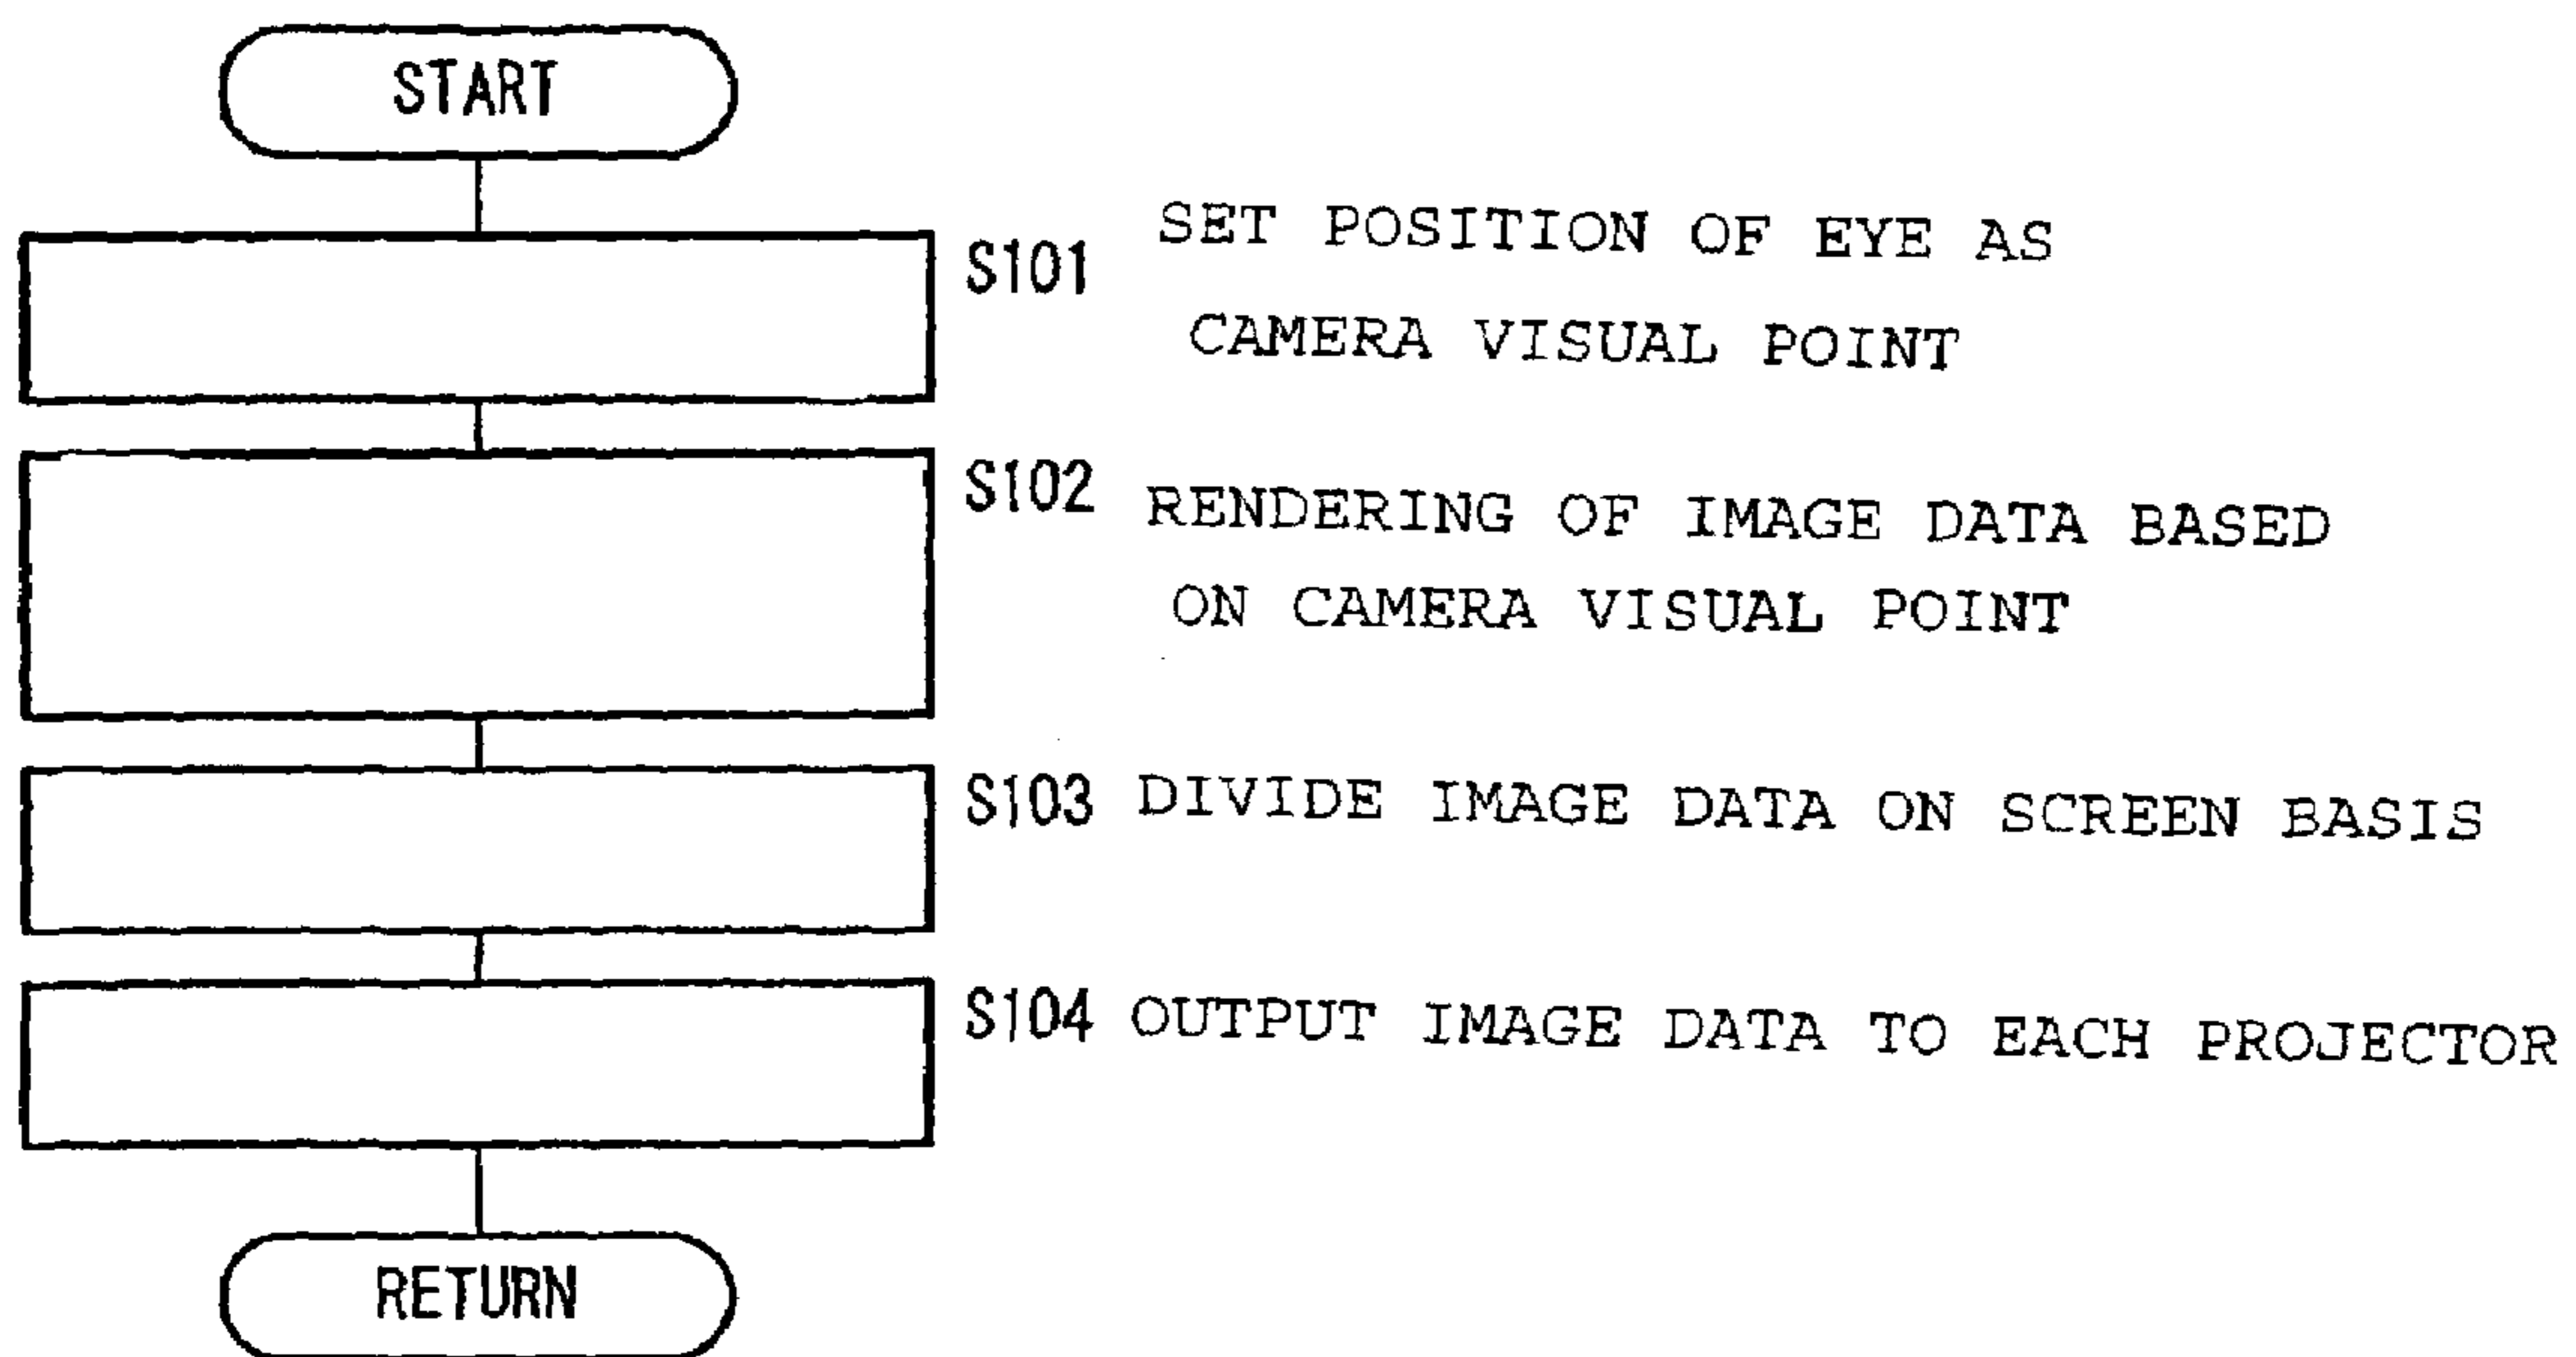 START
S101 SET POSITION OF EYE AS
CAMERA VISUAL POINT
S102 RENDERING OF IMAGE DATA BASED
ON CAMERA VISUAL POINT
S103 DIVIDE IMAGE DATA ON SCREEN BASIS
S104 OUTPUT IMAGE DATA TO EACH PROJECTOR
RETURN